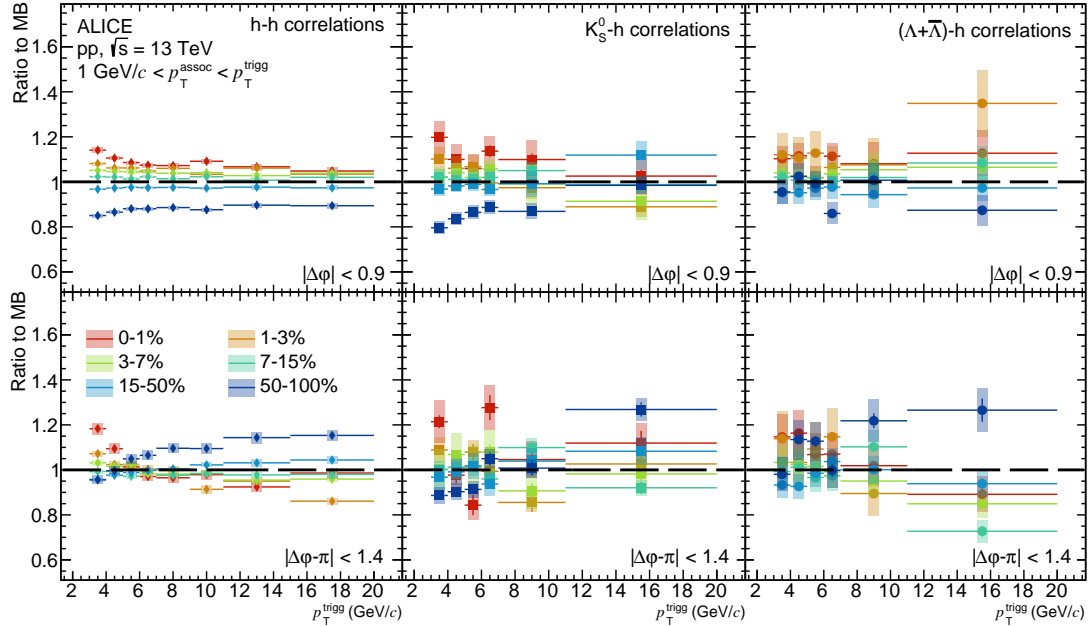 ALICE
pp, √s = 13 TeV
1 GeV/c < p_T^assoc < p_T^trigg
h-h correlations
K_S^0-h correlations
(Λ+Λ̅)-h correlations
Ratio to MB
1.6
1.4
1.2
1
0.8
0.6
|Δφ| < 0.9
|Δφ| < 0.9
|Δφ| < 0.9
Ratio to MB
1.6
1.4
1.2
1
0.8
0.6
0-1%
1-3%
3-7%
7-15%
15-50%
50-100%
|Δφ-π| < 1.4
|Δφ-π| < 1.4
|Δφ-π| < 1.4
2 4 6 8 10 12 14 16 18 20
2 4 6 8 10 12 14 16 18 20
2 4 6 8 10 12 14 16 18 20
p_T^trigg (GeV/c)
p_T^trigg (GeV/c)
p_T^trigg (GeV/c)